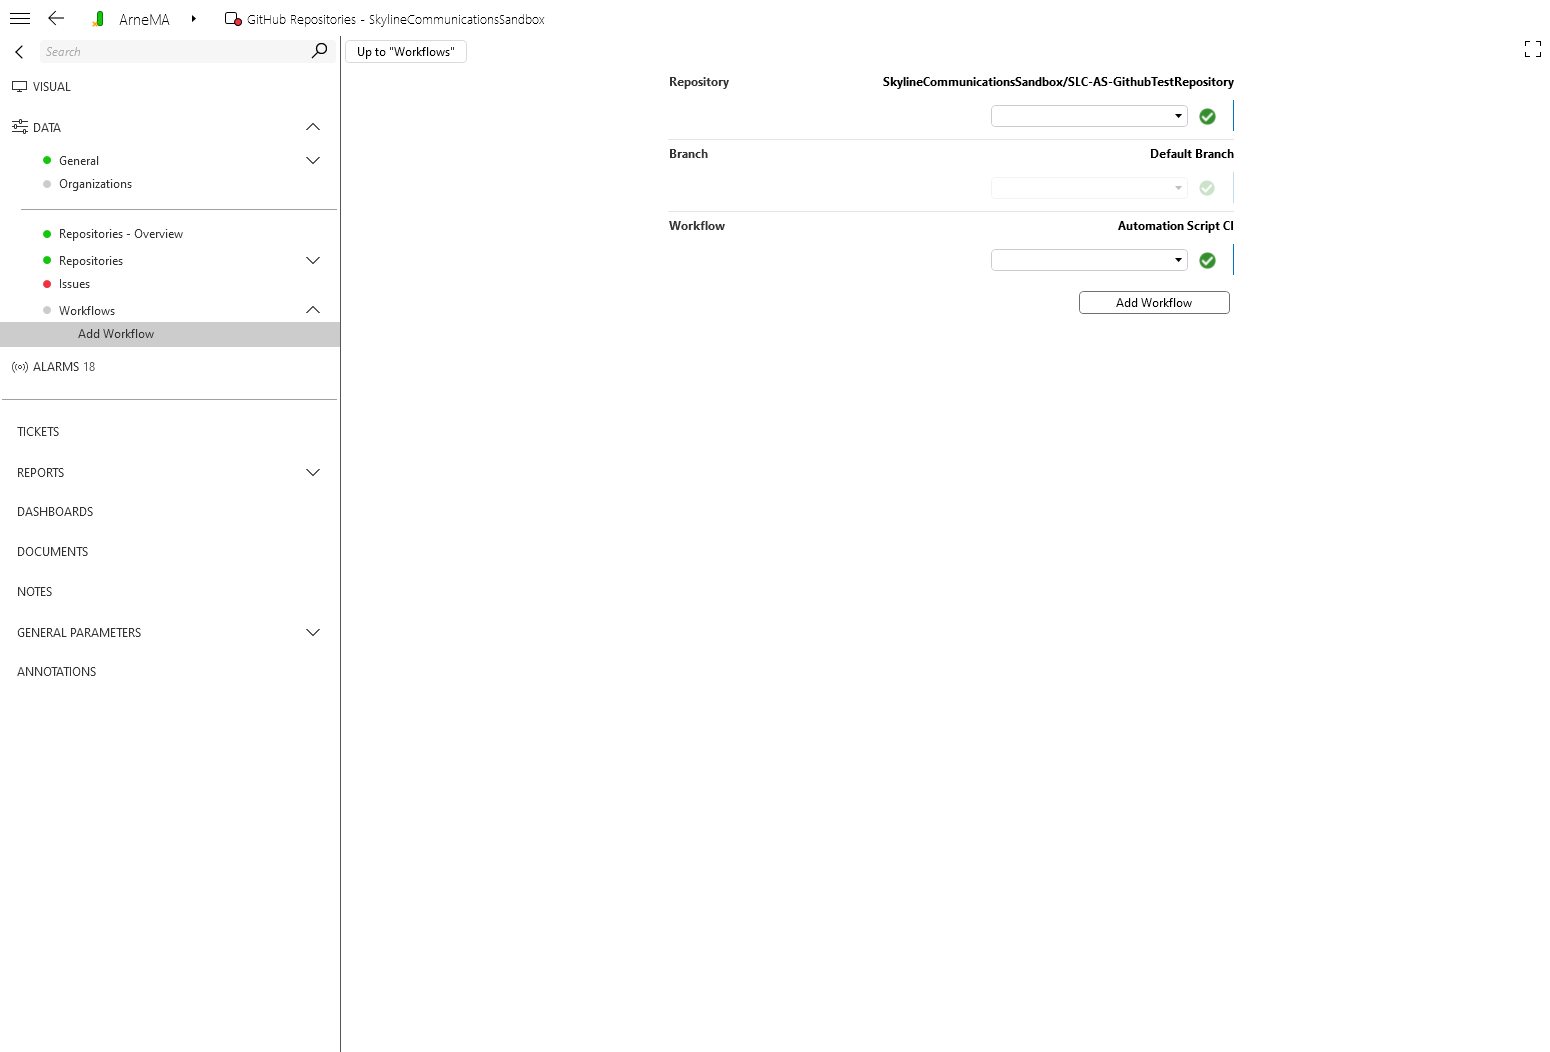 ArneMA
GitHub Repositories - SkylineCommunicationsSandbox
Search
Up to "Workflows"
VISUAL
DATA
General
Organizations
Repositories - Overview
Repositories
Issues
Workflows
Add Workflow
ALARMS 18
TICKETS
REPORTS
DASHBOARDS
DOCUMENTS
NOTES
GENERAL PARAMETERS
ANNOTATIONS
Repository SkylineCommunicationsSandbox/SLC-AS-GithubTestRepository
Branch Default Branch
Workflow Automation Script CI
Add Workflow